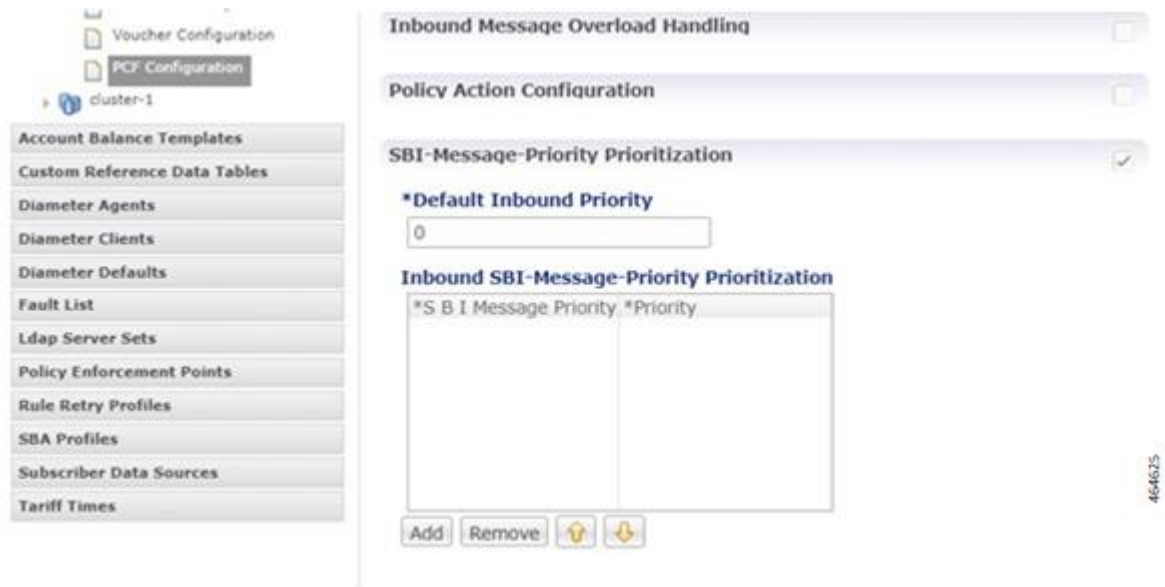 Voucher Configuration
PCF Configuration
cluster-1
Account Balance Templates
Custom Reference Data Tables
Diameter Agents
Diameter Clients
Diameter Defaults
Fault List
Ldap Server Sets
Policy Enforcement Points
Rule Retry Profiles
SBA Profiles
Subscriber Data Sources
Tariff Times
Inbound Message Overload Handling
Policy Action Configuration
SBI-Message-Priority Prioritization
*Default Inbound Priority
0
Inbound SBI-Message-Priority Prioritization
*S B I Message Priority *Priority
Add Remove
464625